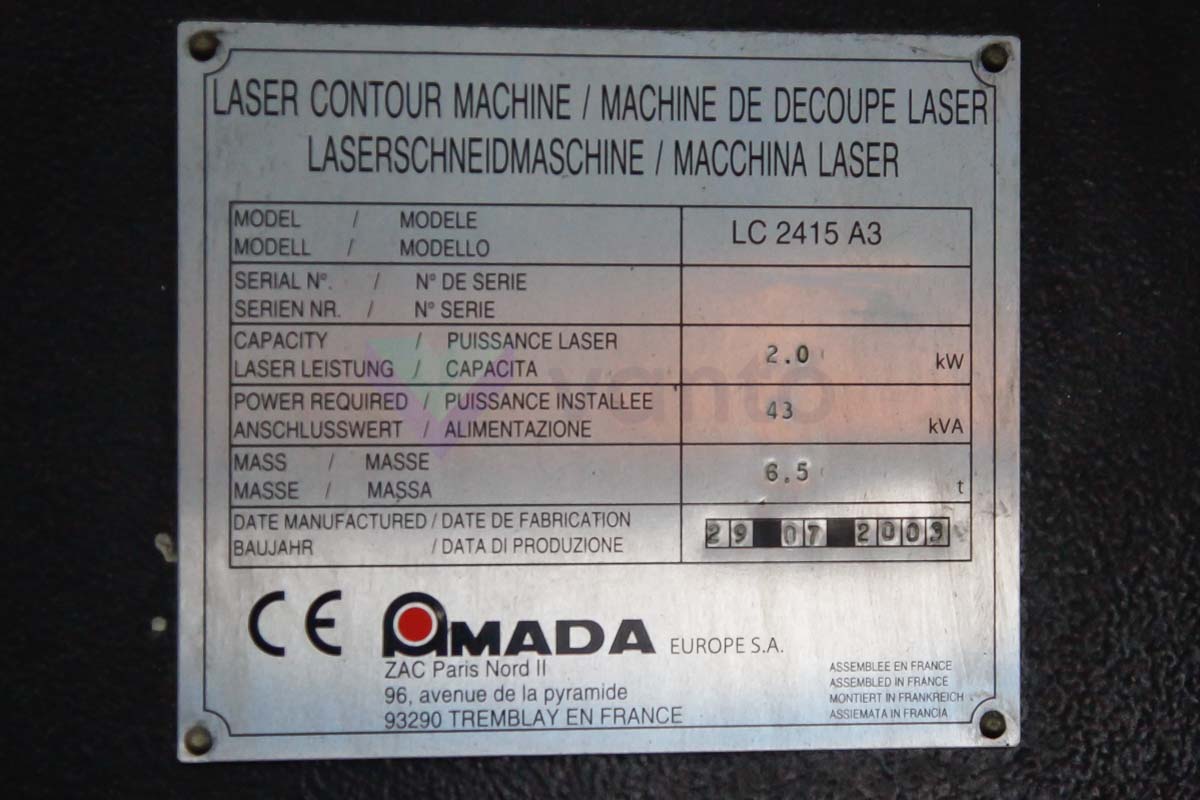 LASER CONTOUR MACHINE / MACHINE DE DECOUPE LASER
LASERSCHNEIDMASCHINE / MACCHINA LASER
MODEL / MODELE
MODELL / MODELLO
LC 2415 A3
SERIAL Nº. / Nº DE SERIE
SERIEN NR. / Nº SERIE
CAPACITY / PUISSANCE LASER
LASER LEISTUNG / CAPACITA
2.0 kW
POWER REQUIRED / PUISSANCE INSTALLEE
ANSCHLUSSWERT / ALIMENTAZIONE
43 kVA
MASS / MASSE
MASSE / MASSA
6.5 t
DATE MANUFACTURED / DATE DE FABRICATION
BAUJAHR / DATA DI PRODUZIONE
29 07 2003
vanto
CE AMADA EUROPE S.A.
ZAC Paris Nord II
96, avenue de la pyramide
93290 TREMBLAY EN FRANCE
ASSEMBLEE EN FRANCE
ASSEMBLED IN FRANCE
MONTIERT IN FRANKREICH
ASSIEMATA IN FRANCIA